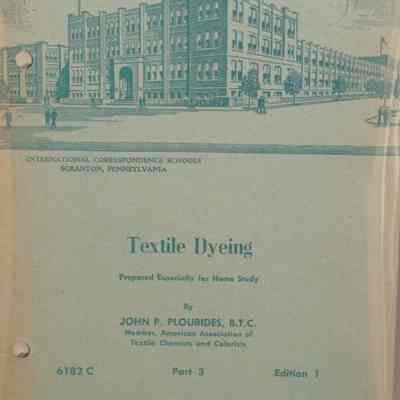 INTERNATIONAL CORRESPONDENCE SCHOOLS
SCRANTON, PENNSYLVANIA
Textile Dyeing
Prepared Especially for Home Study
By
JOHN P. PLOUBIDES, B.T.C.
Member, American Association of
Textile Chemists and Colorists
6182 C Part 3 Edition 1